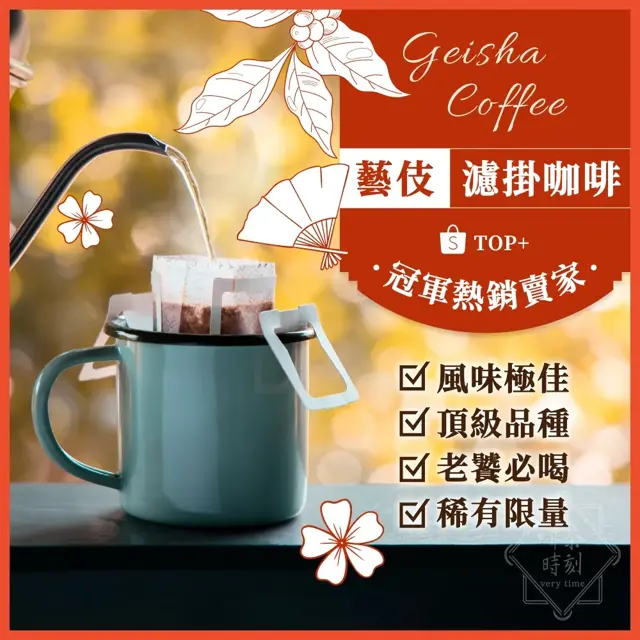 Geisha
Coffee
藝伎 濾掛咖啡
S TOP+
·冠軍熱銷賣家·
☑風味極佳
☑頂級品種
☑老饕必喝
☑稀有限量
時刻
very time